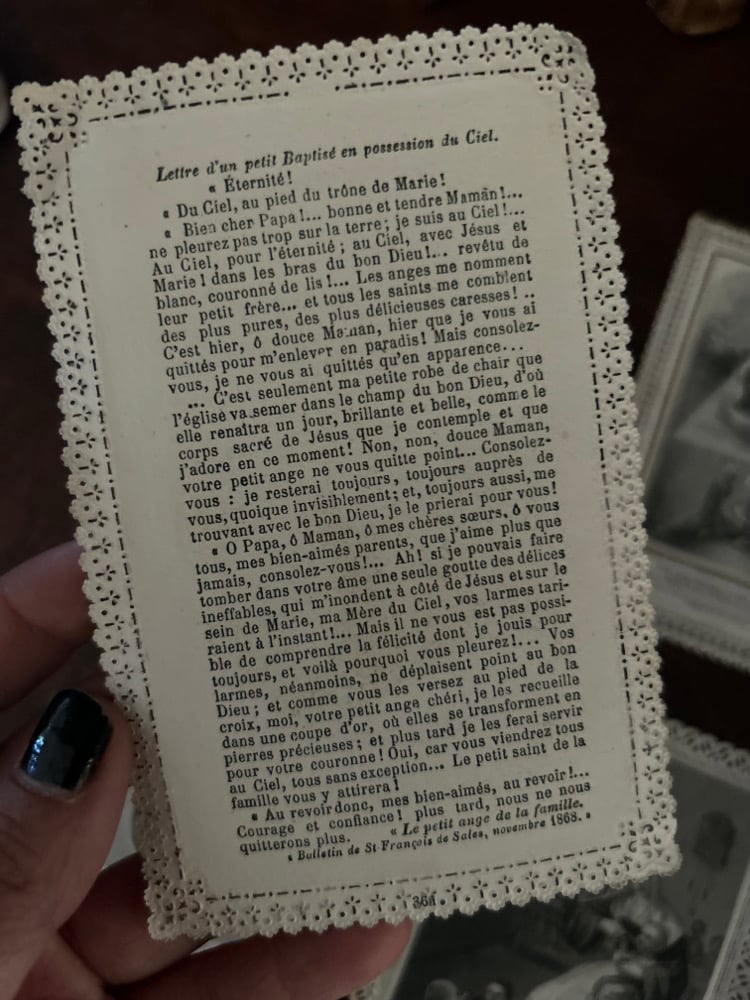 Lettre d'un petit Baptisé en possession du Ciel.
« Éternité !
« Du Ciel, au pied du trône de Marie !
« Bien cher Papa !... bonne et tendre Maman !...
ne pleurez pas trop sur la terre ; je suis au Ciel !...
Au Ciel, pour l'éternité ; au Ciel, avec Jésus et
Marie ! dans les bras du bon Dieu !... revêtu de
blanc, couronné de lis !... Les anges me nomment
leur petit frère... et tous les saints me comblent
des plus pures, des plus délicieuses caresses ! ..
C'est hier, ô douce Maman, hier que je vous ai
quittés pour m'enlever en paradis ! Mais consolez-
vous, je ne vous ai quittés qu'en apparence...
... C'est seulement ma petite robe de chair que
l'église va semer dans le champ du bon Dieu, d'où
elle renaîtra un jour, brillante et belle, comme le
corps sacré de Jésus que je contemple et que
j'adore en ce moment ! Non, non, douce Maman,
votre petit ange ne vous quitte point... Consolez-
vous : je resterai toujours, toujours auprès de
vous, quoique invisiblement ; et, toujours aussi, me
trouvant avec le bon Dieu, je le prierai pour vous !
« O Papa, ô Maman, ô mes chères sœurs, ô vous
tous, mes bien-aimés parents, que j'aime plus que
jamais, consolez-vous !... Ah ! si je pouvais faire
tomber dans votre âme une seule goutte des délices
ineffables, qui m'inondent à côté de Jésus et sur le
sein de Marie, ma Mère du Ciel, vos larmes tari-
raient à l'instant !... Mais il ne vous est pas possi-
ble de comprendre la félicité dont je jouis pour
toujours, et voilà pourquoi vous pleurez !... Vos
larmes, néanmoins, ne déplaisent point au bon
Dieu ; et comme vous les versez au pied de la
croix, moi, votre petit ange chéri, je les recueille
dans une coupe d'or, où elles se transforment en
pierres précieuses ; et plus tard je les ferai servir
pour votre couronne ! Oui, car vous viendrez tous
au Ciel, tous sans exception... Le petit saint de la
famille vous y attirera !
« Au revoir donc, mes bien-aimés, au revoir !...
Courage et confiance ! plus tard, nous ne nous
quitterons plus. « Le petit ange de la famille.
« Bulletin de St François de Sales, novembre 1868. »